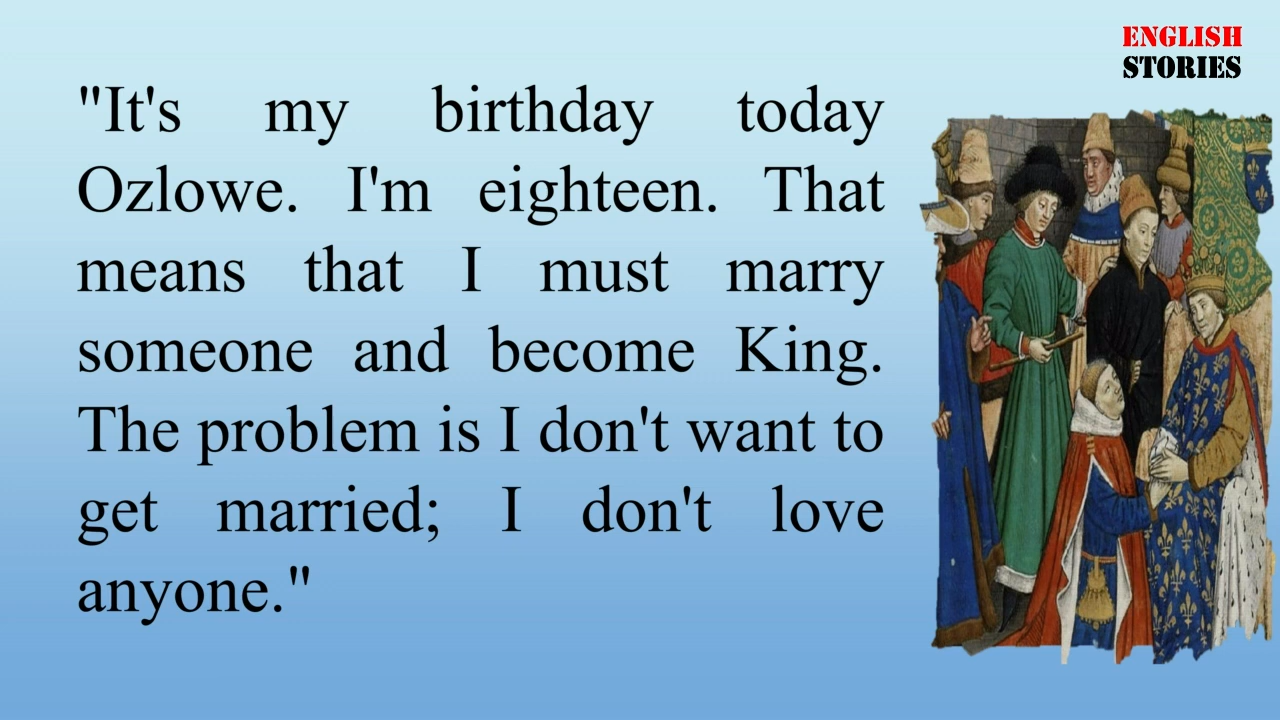 ENGLISH
STORIES
"It's my birthday today
Ozlowe. I'm eighteen. That
means that I must marry
someone and become King.
The problem is I don't want to
get married; I don't love
anyone."